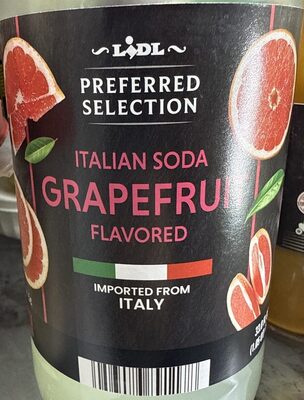 LIDL
PREFERRED
SELECTION
ITALIAN SODA
GRAPEFRUI
FLAVORED
IMPORTED FROM
ITALY